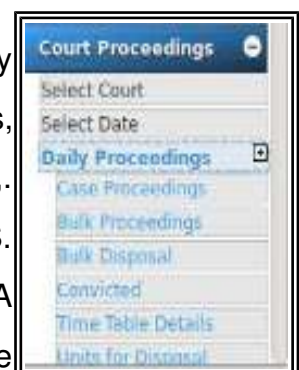 Court Proceedings
y
Select Court
s,
Select Date
Daily Proceedings
Case Proceedings
Bulk Proceedings
Bulk Disposal
Convicted
A
Time Table Details
e
Units for Disposal